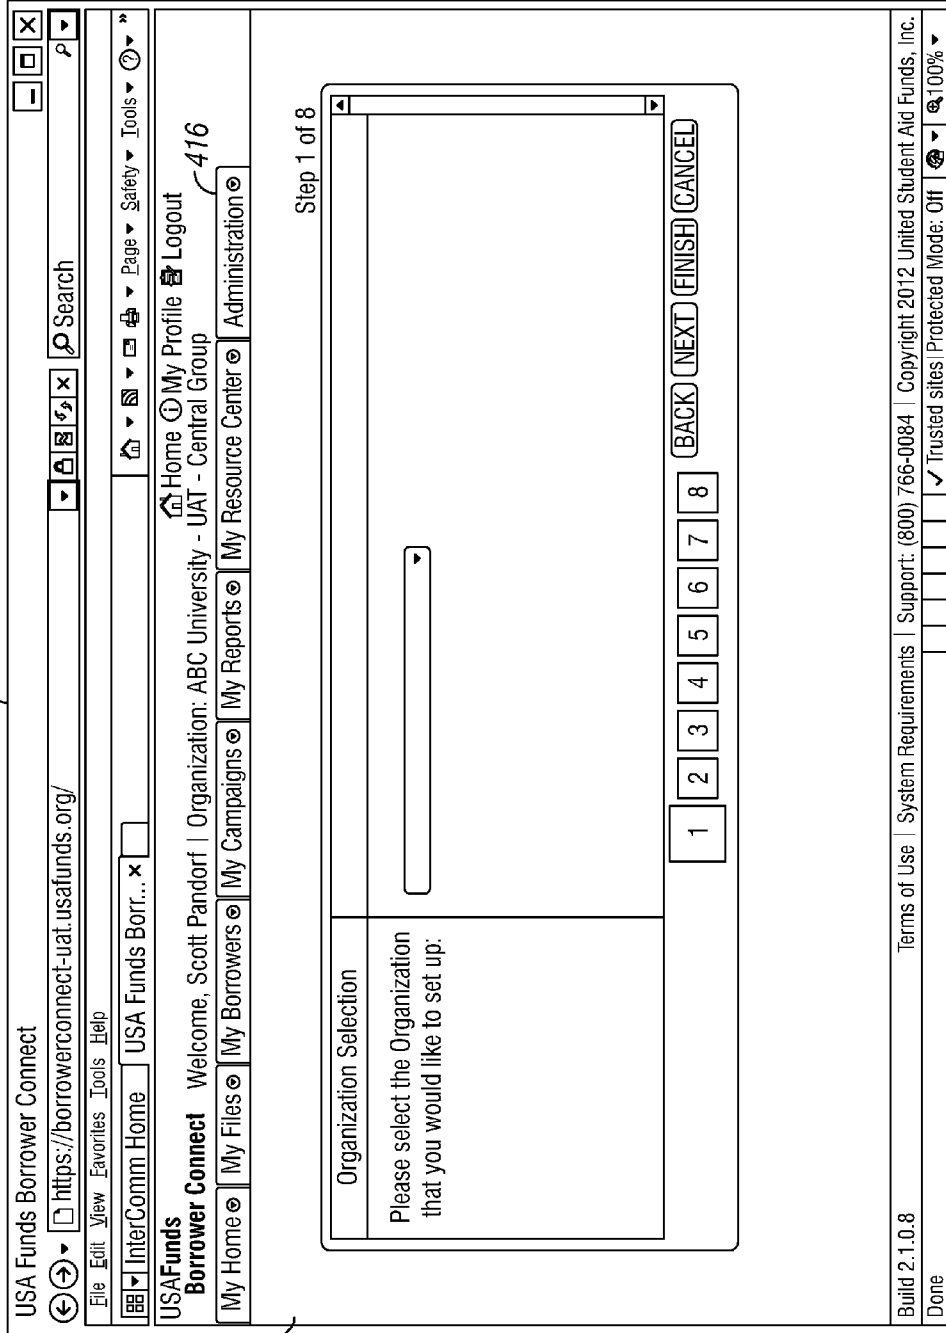 USA Funds Borrower Connect
https://borrowerconnect-uat.usafunds.org/
Search
File Edit View Favorites Tools Help
InterComm Home
USA Funds Borr... ×
Page Safety Tools »
USAFunds
Borrower Connect
Home My Profile Logout
Welcome, Scott Pandorf | Organization: ABC University - UAT - Central Group
416
My Home My Files My Borrowers My Campaigns My Reports My Resource Center Administration
Step 1 of 8
Organization Selection
Please select the Organization
that you would like to set up:
1 2 3 4 5 6 7 8 BACK NEXT FINISH CANCEL
Build 2.1.0.8 Terms of Use | System Requirements | Support: (800) 766-0084 | Copyright 2012 United Student Aid Funds, Inc.
Done ✓ Trusted sites | Protected Mode: Off 100%